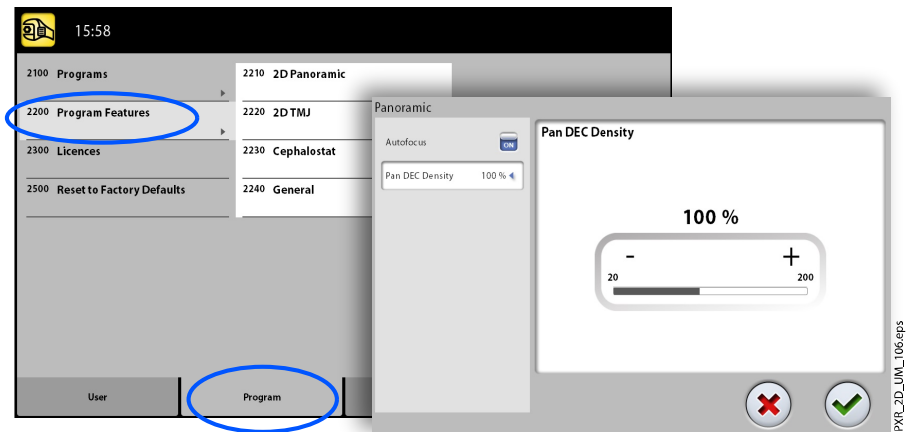 15:58
2100 Programs
2200 Program Features
2300 Licences
2500 Reset to Factory Defaults
2210 2D Panoramic
2220 2D TMJ
2230 Cephalostat
2240 General
User
Program
Panoramic
Autofocus ON
Pan DEC Density 100 %
Pan DEC Density
100 %
- +
20 200
PXR_2D_UM_106.eps